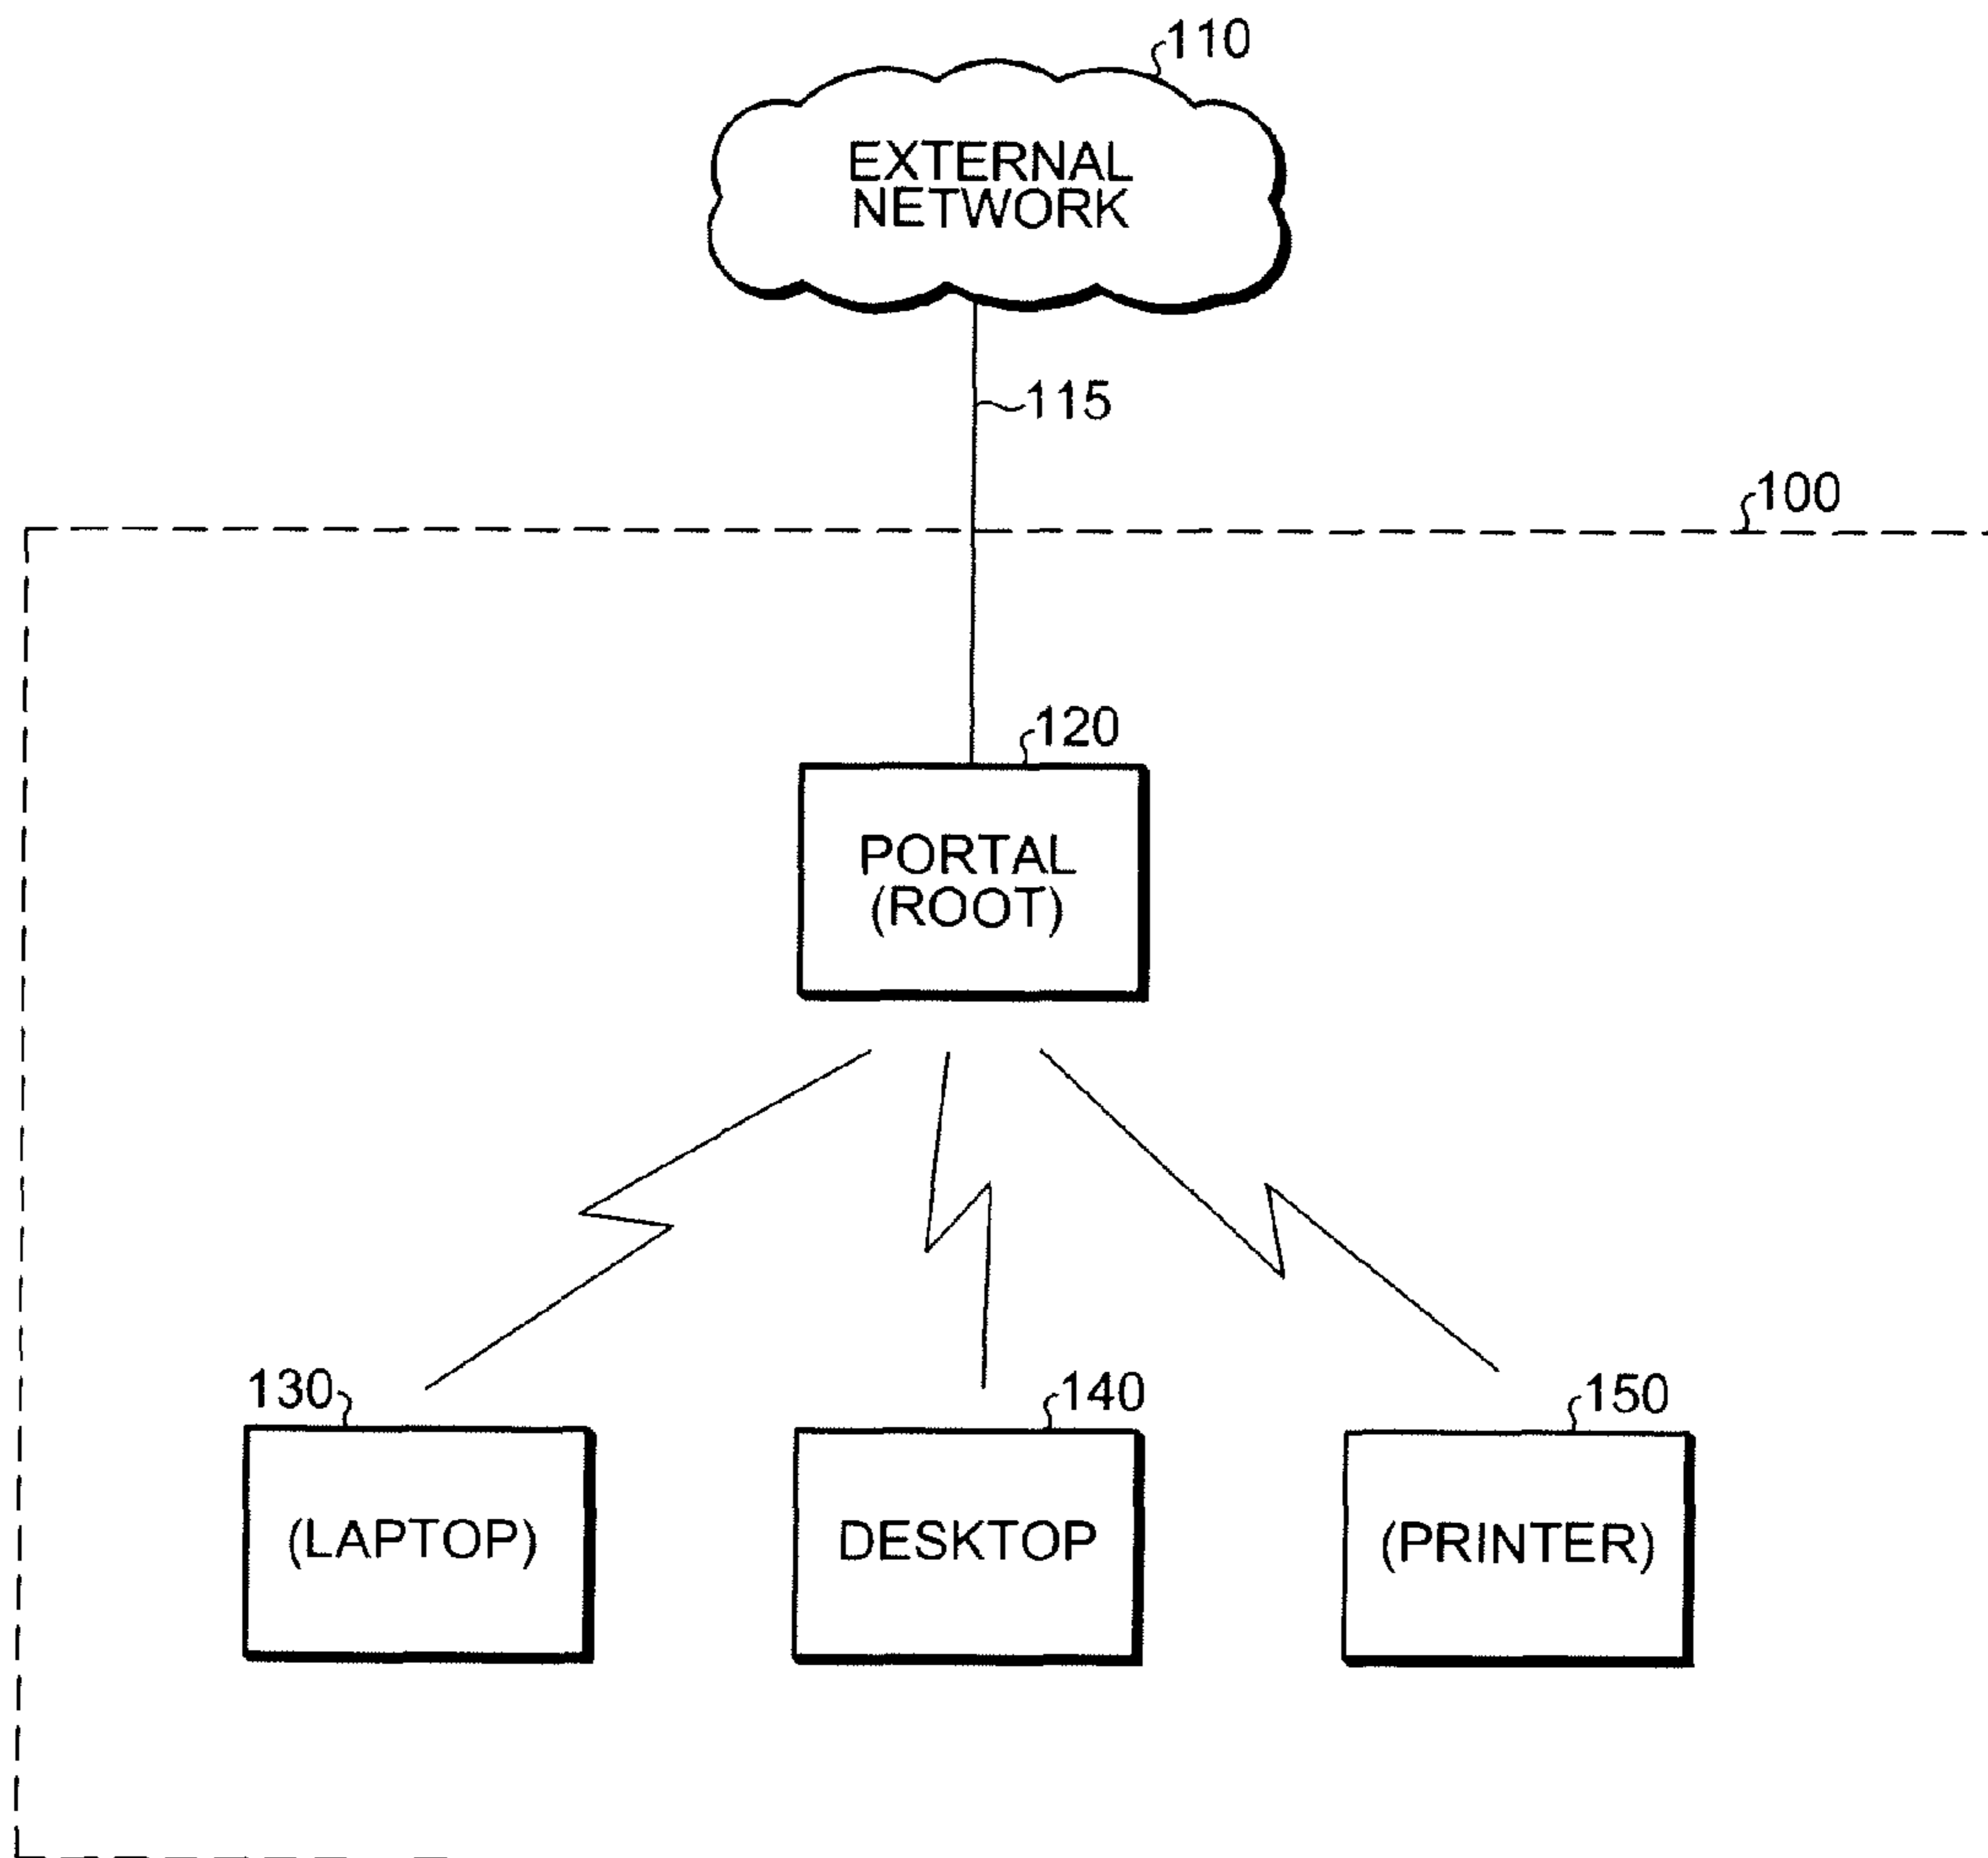 110
EXTERNAL
NETWORK
115
100
120
PORTAL
(ROOT)
130
140
150
(LAPTOP)
DESKTOP
(PRINTER)